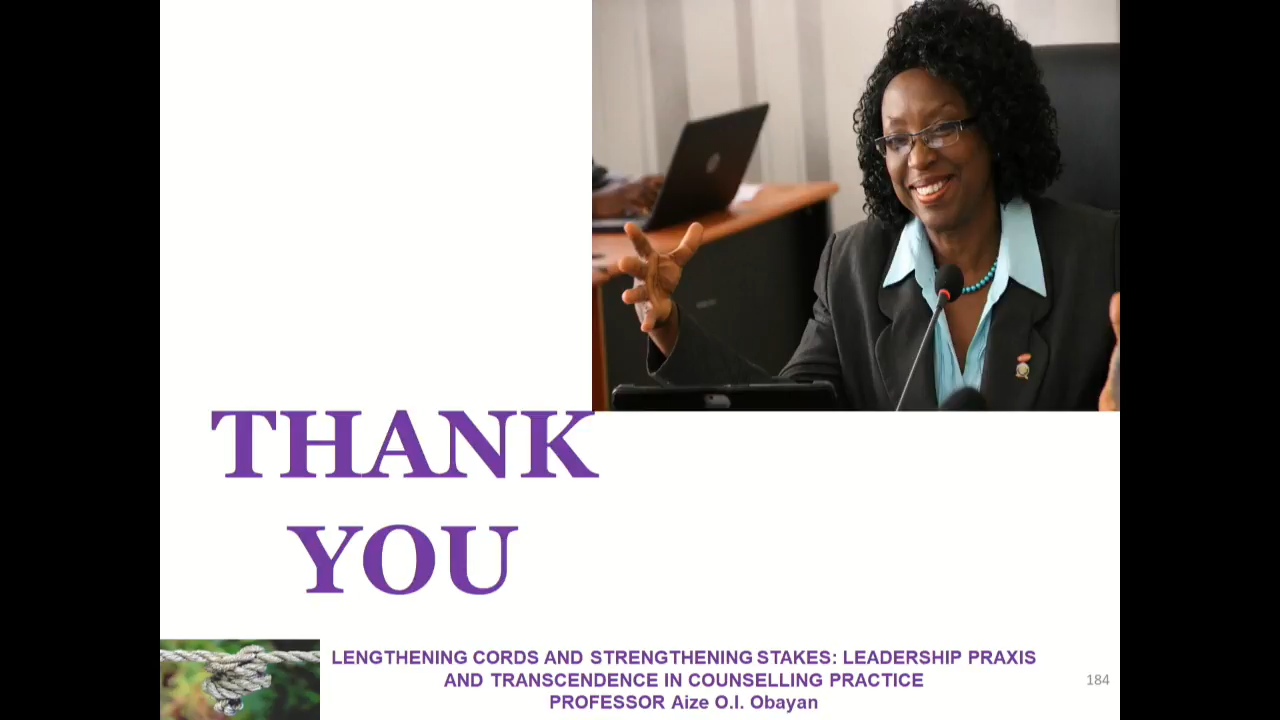 THANK
YOU
LENGTHENING CORDS AND STRENGTHENING STAKES: LEADERSHIP PRAXIS
AND TRANSCENDENCE IN COUNSELLING PRACTICE
PROFESSOR Aize O.I. Obayan
184